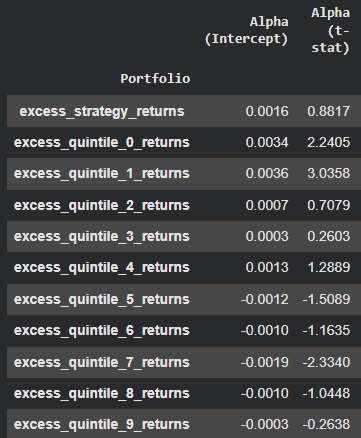 Alpha (Intercept) Alpha (t-stat)
Portfolio
excess_strategy_returns 0.0016 0.8817
excess_quintile_0_returns 0.0034 2.2405
excess_quintile_1_returns 0.0036 3.0358
excess_quintile_2_returns 0.0007 0.7079
excess_quintile_3_returns 0.0003 0.2603
excess_quintile_4_returns 0.0013 1.2889
excess_quintile_5_returns -0.0012 -1.5089
excess_quintile_6_returns -0.0010 -1.1635
excess_quintile_7_returns -0.0019 -2.3340
excess_quintile_8_returns -0.0010 -1.0448
excess_quintile_9_returns -0.0003 -0.2638